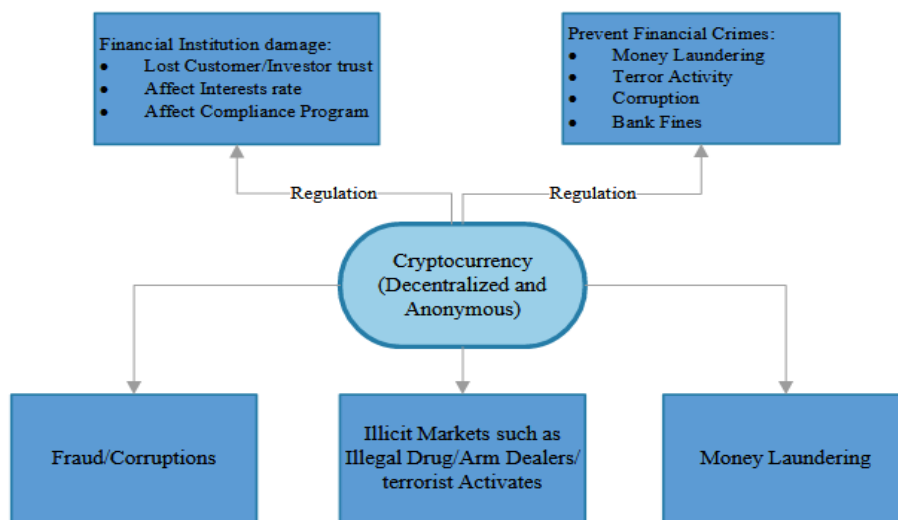 Financial Institution damage:
• Lost Customer/Investor trust
• Affect Interests rate
• Affect Compliance Program
Prevent Financial Crimes:
• Money Laundering
• Terror Activity
• Corruption
• Bank Fines
Regulation
Regulation
Cryptocurrency
(Decentralized and
Anonymous)
Fraud/Corruptions
Illicit Markets such as
Illegal Drug/Arm Dealers/
terrorist Activates
Money Laundering